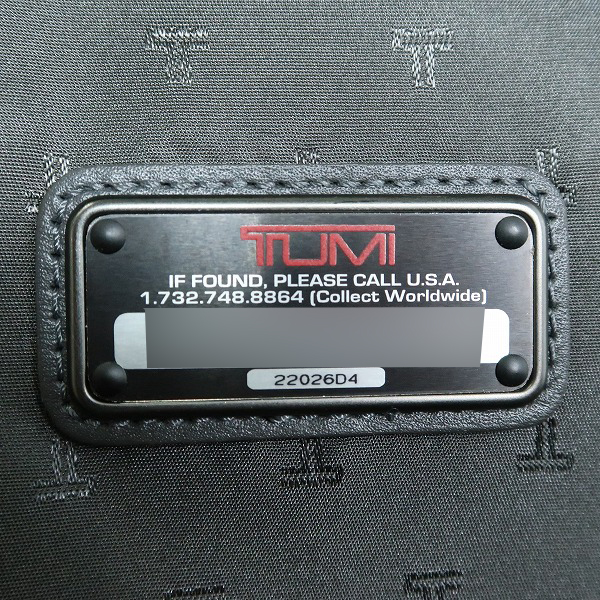 TUMI
IF FOUND, PLEASE CALL U.S.A.
1.732.748.8864 (Collect Worldwide)
22026D4